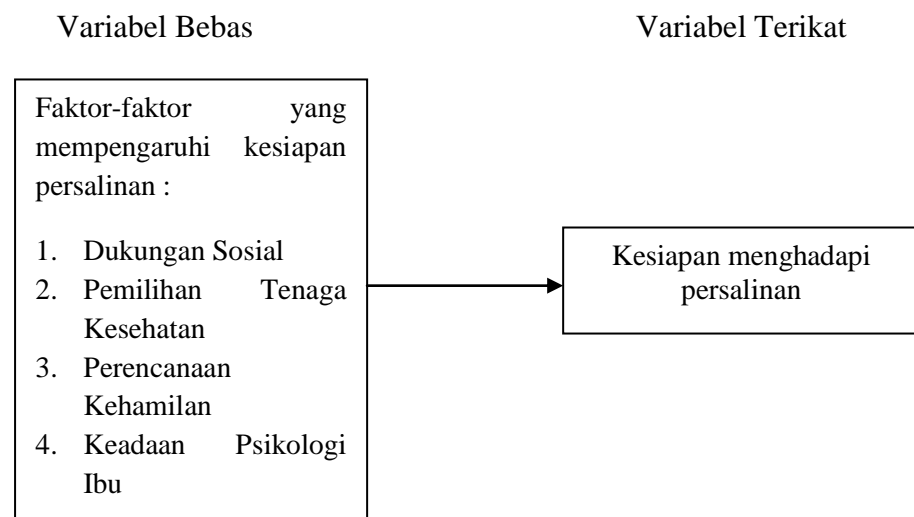 Variabel Bebas
Variabel Terikat
Faktor-faktor yang
mempengaruhi kesiapan
persalinan :
1. Dukungan Sosial
2. Pemilihan Tenaga
Kesehatan
3. Perencanaan
Kehamilan
4. Keadaan Psikologi
Ibu
Kesiapan menghadapi
persalinan